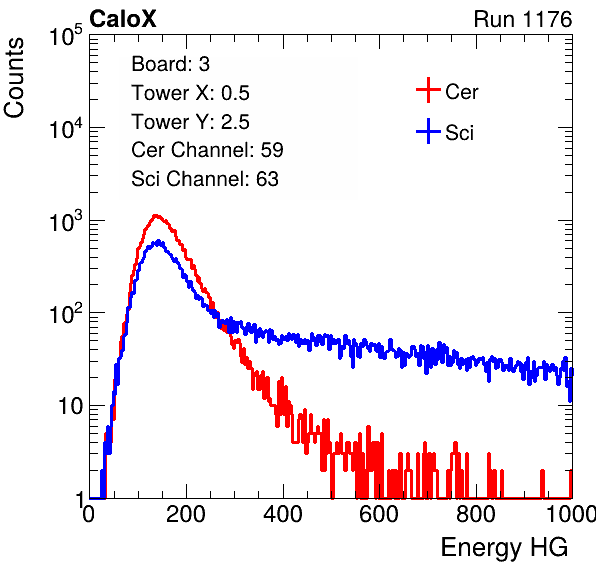 CaloX Run 1176
Counts
10^5
10^4
10^3
10^2
10
1
Board: 3
Tower X: 0.5
Tower Y: 2.5
Cer Channel: 59
Sci Channel: 63
Cer
Sci
0 200 400 600 800 1000
Energy HG